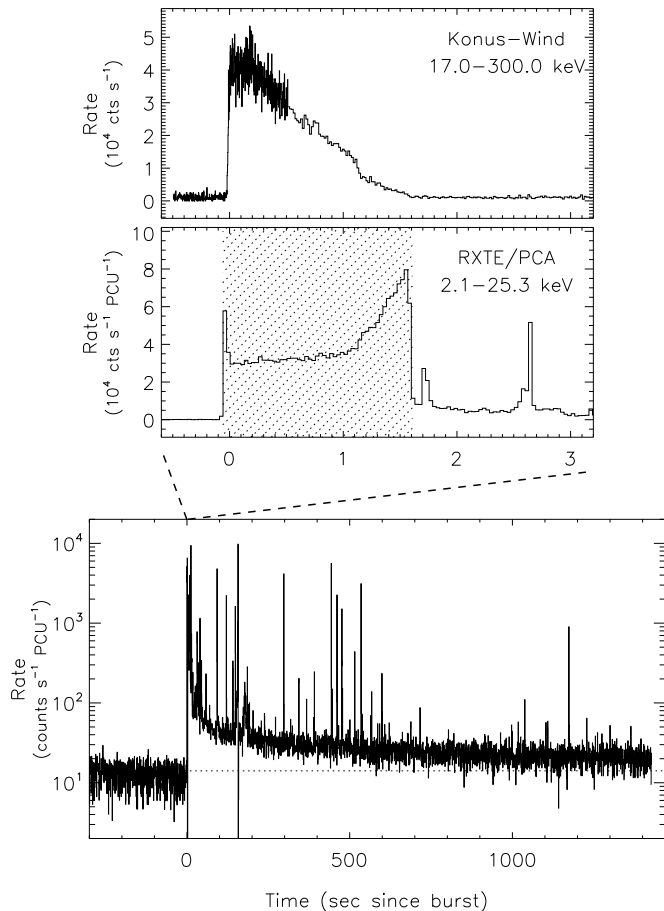 Konus-Wind
17.0-300.0 keV
Rate
(10⁴ cts s⁻¹)
5
4
3
2
1
0
RXTE/PCA
2.1-25.3 keV
Rate
(10⁴ cts s⁻¹ PCU⁻¹)
10
8
6
4
2
0
0 1 2 3
Rate
(counts s⁻¹ PCU⁻¹)
10⁴
10³
10²
10¹
0 500 1000
Time (sec since burst)